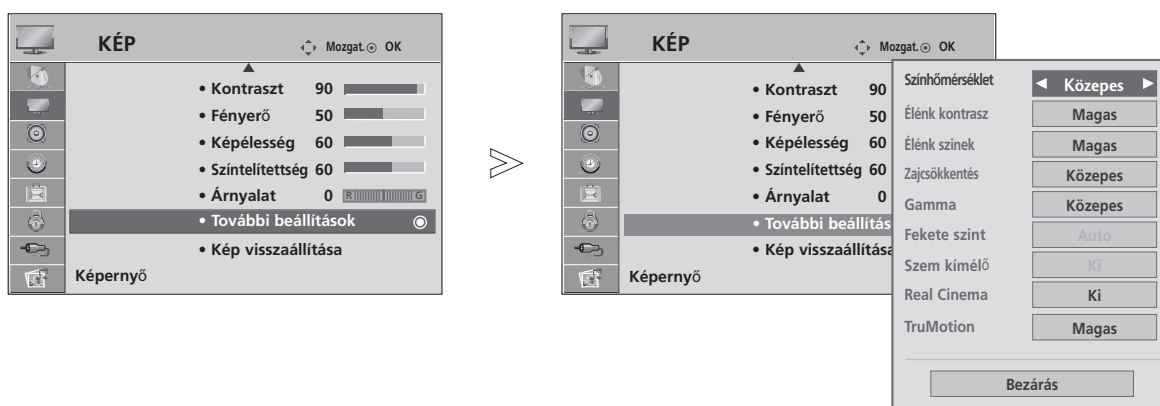 KÉP Mozgat. OK
• Kontraszt 90
• Fényerő 50
• Képélesség 60
• Színtelítettség 60
• Árnyalat 0 R G
• További beállítások
• Kép visszaállítása
Képernyő
KÉP Mozgat. OK
• Kontraszt 90
• Fényerő 50
• Képélesség 60
• Színtelítettség 60
• Árnyalat 0
• További beállítás
• Kép visszaállítása
Képernyő
Színhőmérséklet Közepes
Élénk kontrasz Magas
Élénk szinek Magas
Zajcsökkentés Közepes
Gamma Közepes
Fekete szint Auto
Szem kímélő Ki
Real Cinema Ki
TruMotion Magas
Bezárás